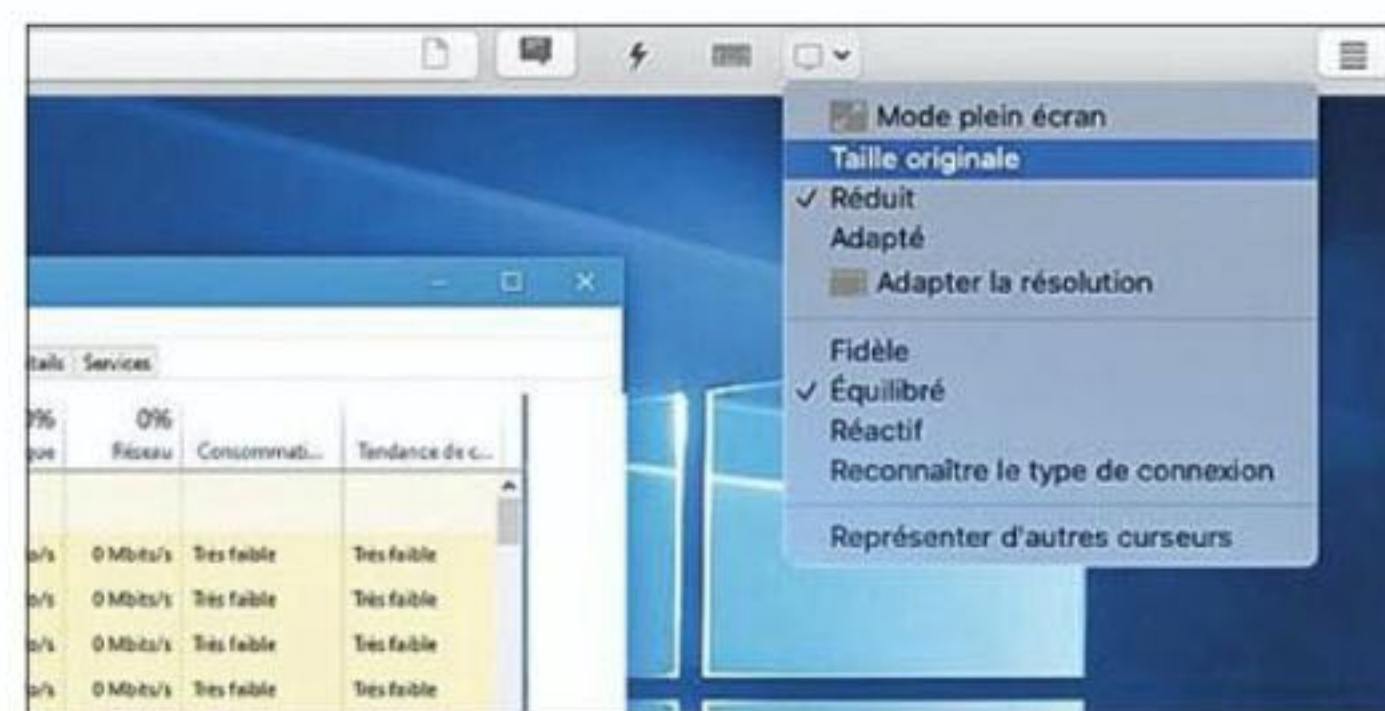 Mode plein écran
Taille originale
✓ Réduit
Adapté
Adapter la résolution
Fidèle
✓ Équilibré
Réactif
Reconnaître le type de connexion
Représenter d'autres curseurs
tails Services
0%
Réseau Consommati... Tendance de c...
0 Mbits/s Très faible Très faible
0 Mbits/s Très faible Très faible
0 Mbits/s Très faible Très faible
0 Mbits/s Très faible Très faible